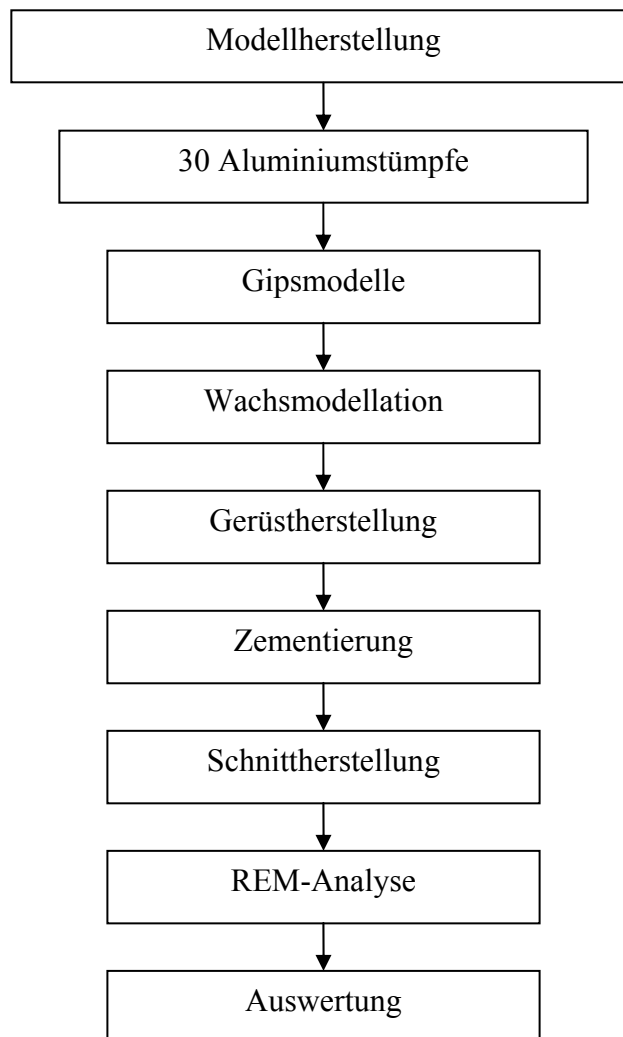 Modellherstellung
30 Aluminiumstümpfe
Gipsmodelle
Wachsmodellation
Gerüstherstellung
Zementierung
Schnittherstellung
REM-Analyse
Auswertung